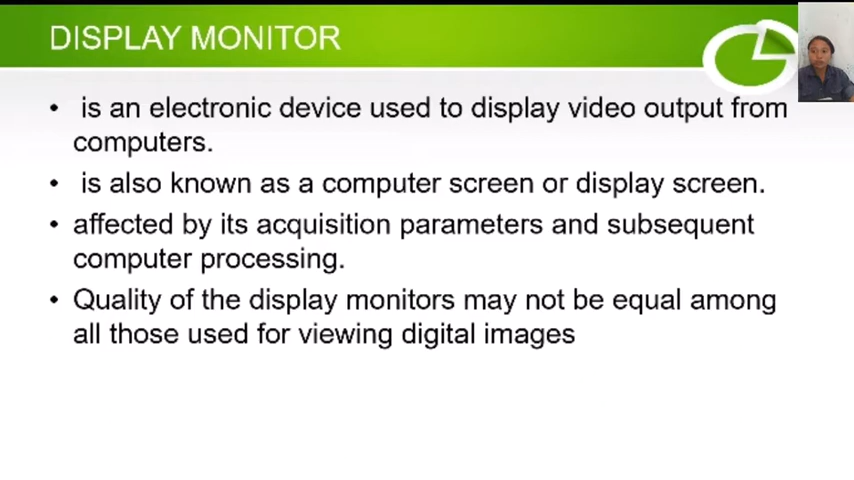 DISPLAY MONITOR
• is an electronic device used to display video output from
computers.
• is also known as a computer screen or display screen.
• affected by its acquisition parameters and subsequent
computer processing.
• Quality of the display monitors may not be equal among
all those used for viewing digital images